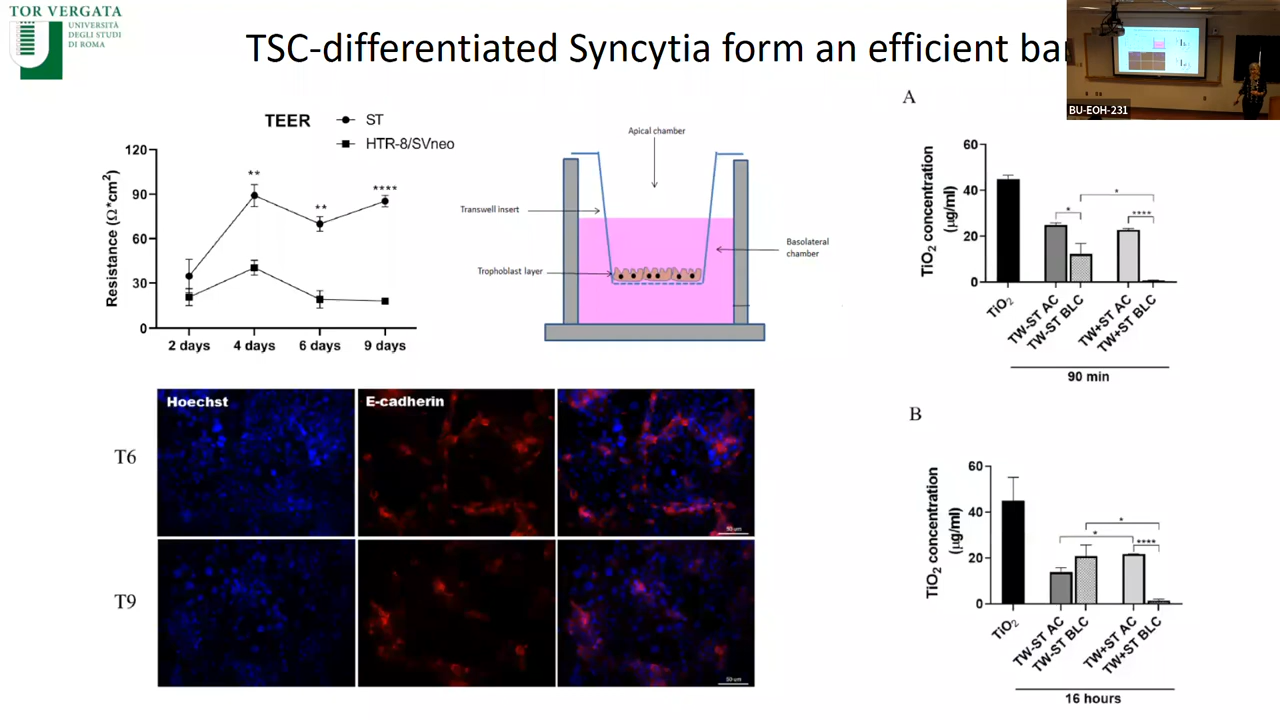 TOR VERGATA
UNIVERSITÀ
DEGLI STUDI
DI ROMA
TSC-differentiated Syncytia form an efficient ba
BU-EOH-231
TEER
ST
HTR-8/SVneo
Resistance (Ω*cm²)
120
90
60
30
0
**
**
****
2 days
4 days
6 days
9 days
Apical chamber
Transwell insert
Trophoblast layer
Basolateral
chamber
A
TiO₂ concentration
(µg/ml)
60
40
20
0
*
*
****
TiO₂
TW-ST AC
TW-ST BLC
TW+ST AC
TW+ST BLC
90 min
Hoechst
E-cadherin
T6
50 um
T9
50 um
B
TiO₂ concentration
(µg/ml)
60
40
20
0
*
*
****
TiO₂
TW-ST AC
TW-ST BLC
TW+ST AC
TW+ST BLC
16 hours